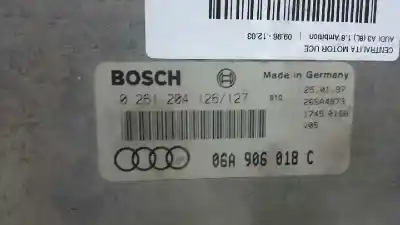 CENTRALITA MOTOR UCE
AUDI A3 (8L) 1.8 Ambition
09.96 - 12.03
BOSCH
Made in Germany
0 261 204 126/127
25.01.97
06A 906 018 C